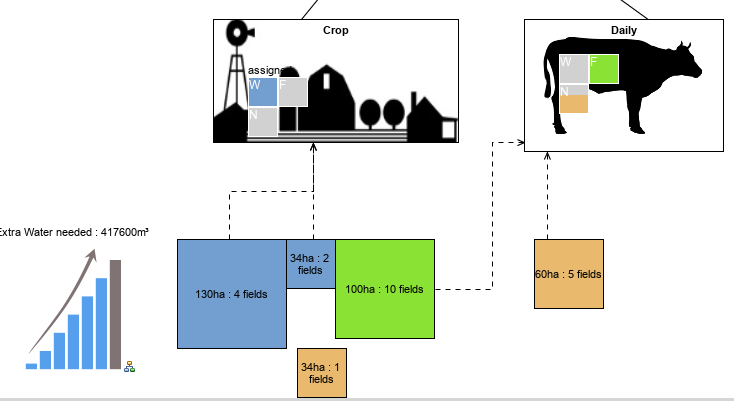 Crop
Daily
assigne
W
F
N
W
F
N
Extra Water needed : 417600m³
130ha : 4 fields
34ha : 2
fields
100ha : 10 fields
60ha : 5 fields
34ha : 1
fields